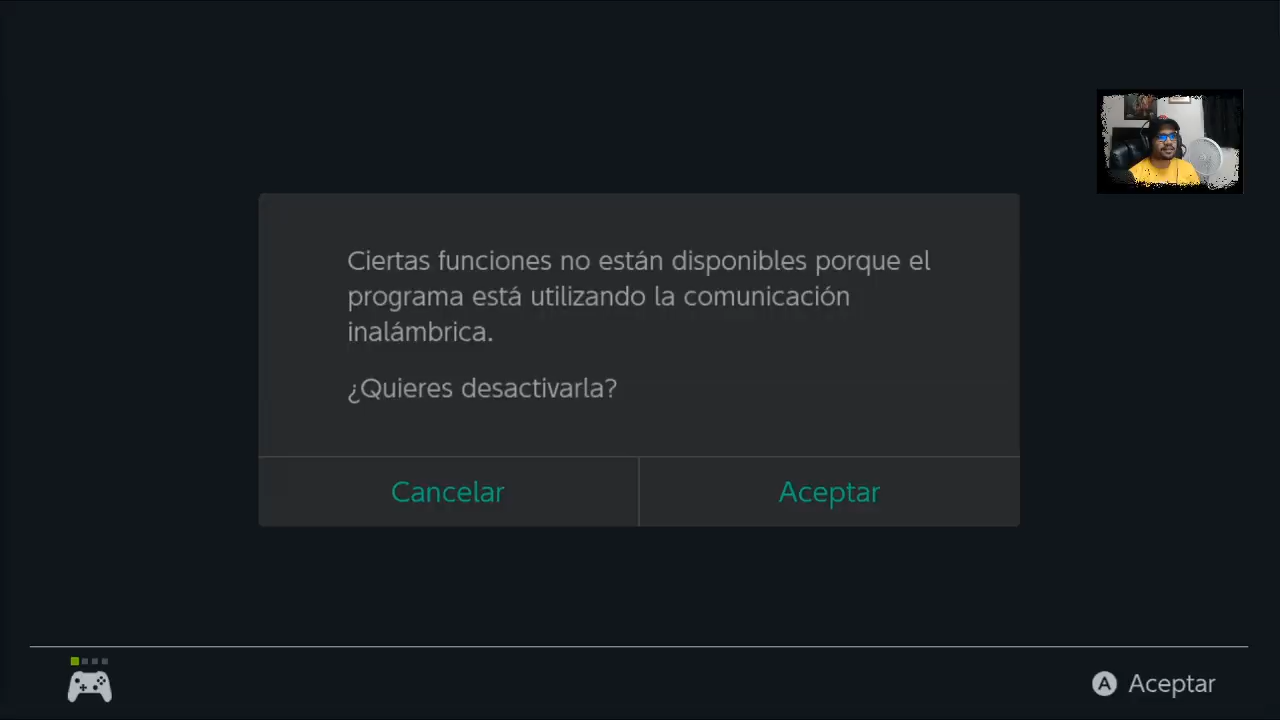 Ciertas funciones no están disponibles porque el
programa está utilizando la comunicación
inalámbrica.
¿Quieres desactivarla?
Cancelar
Aceptar
A Aceptar